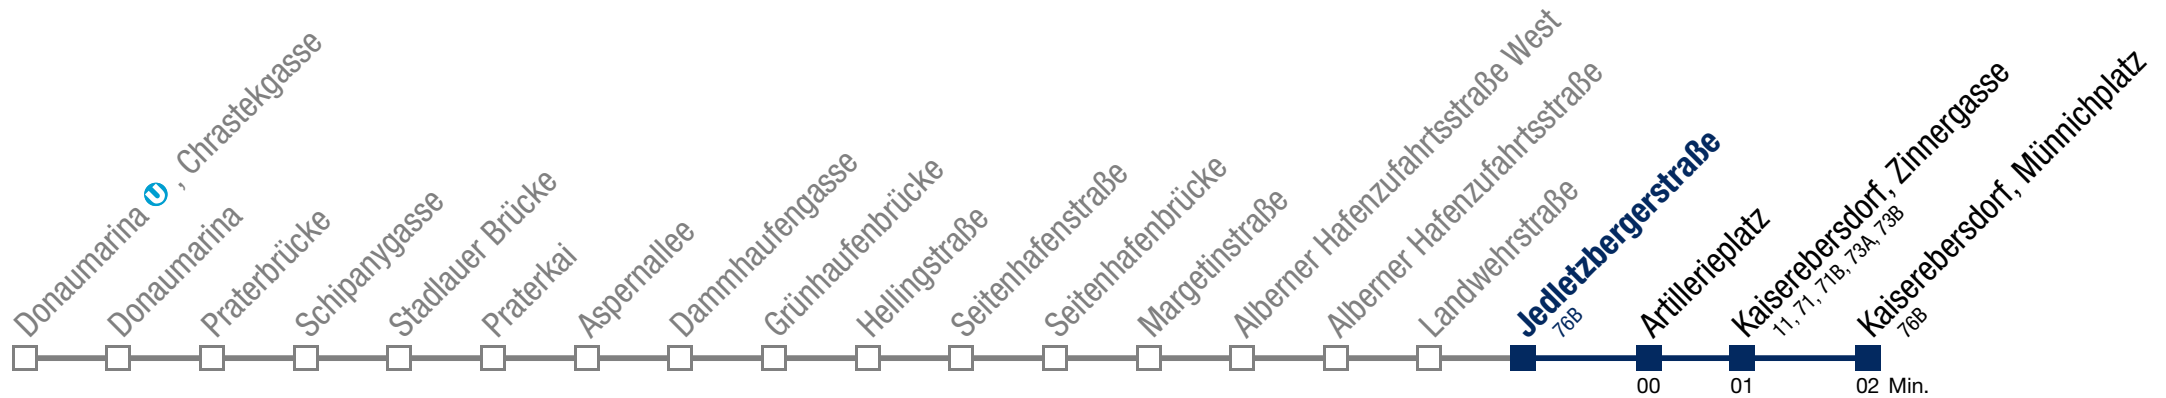 Donaumarina U, Chrastekgasse
Donaumarina
Praterbrücke
Schipanygasse
Stadlauer Brücke
Praterkai
Aspernallee
Dammhaufengasse
Grünhaufenbrücke
Hellingstraße
Seitenhafenstraße
Seitenhafenbrücke
Margetinstraße
Alberner Hafenzufahrtsstraße West
Alberner Hafenzufahrtsstraße
Landwehrstraße
Jedletzbergerstraße
76B
Artillerieplatz
Kaiserebersdorf, Zinnergasse
11, 71, 71B, 73A, 73B
Kaiserebersdorf, Münnichplatz
76B
00 01 02 Min.